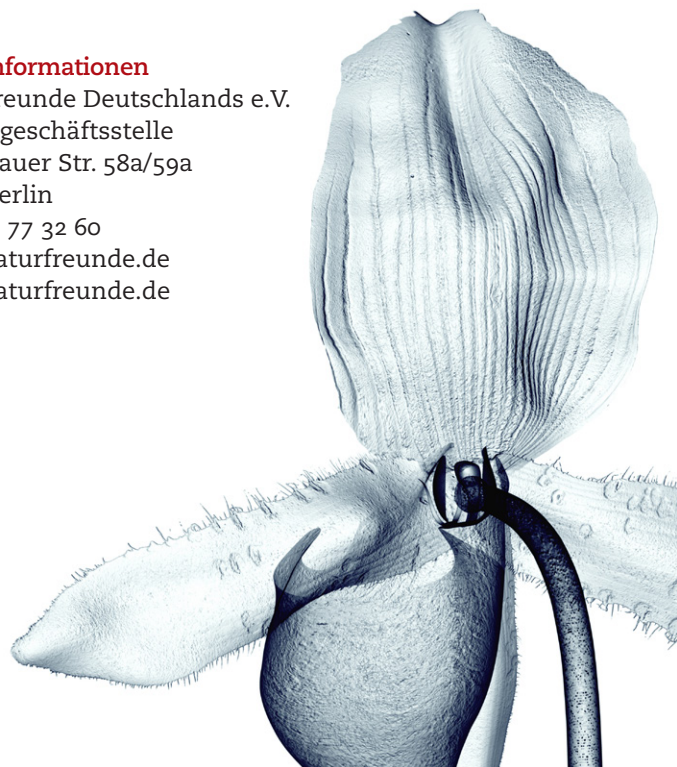 nformationen
reunde Deutschlands e.V.
geschäftsstelle
auer Str. 58a/59a
erlin
77 32 60
aturfreunde.de
aturfreunde.de